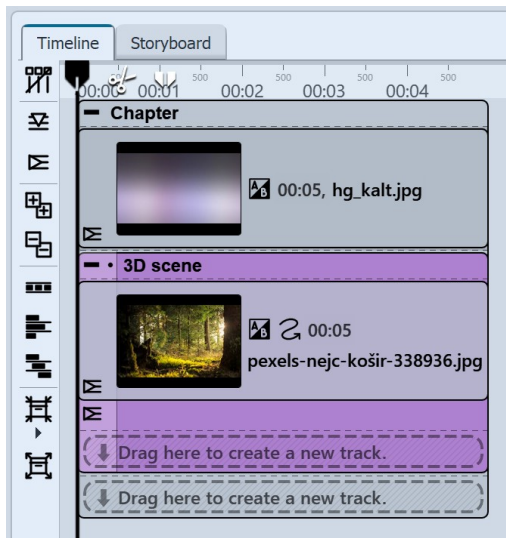 Timeline Storyboard
500 500 500 500
00:00 00:01 00:02 00:03 00:04
Chapter
A/B 00:05, hg_kalt.jpg
3D scene
A/B 00:05
pexels-nejc-košir-338936.jpg
Drag here to create a new track.
Drag here to create a new track.